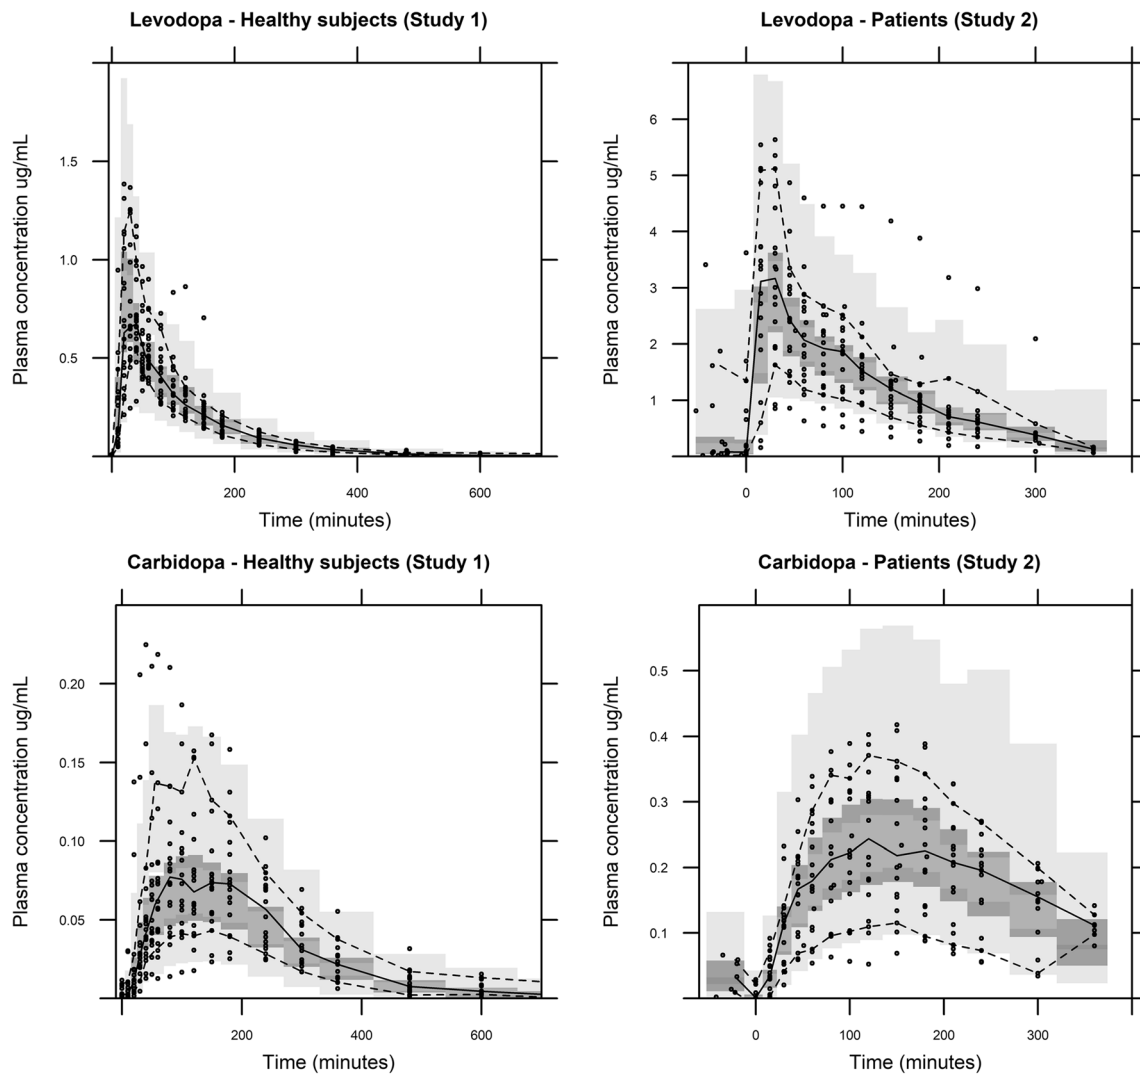 Levodopa - Healthy subjects (Study 1)
Plasma concentration ug/mL
1.5
1.0
0.5
200
400
600
Time (minutes)
Levodopa - Patients (Study 2)
Plasma concentration ug/mL
6
5
4
3
2
1
0
100
200
300
Time (minutes)
Carbidopa - Healthy subjects (Study 1)
Plasma concentration ug/mL
0.20
0.15
0.10
0.05
0
200
400
600
Time (minutes)
Carbidopa - Patients (Study 2)
Plasma concentration ug/mL
0.5
0.4
0.3
0.2
0.1
0
100
200
300
Time (minutes)